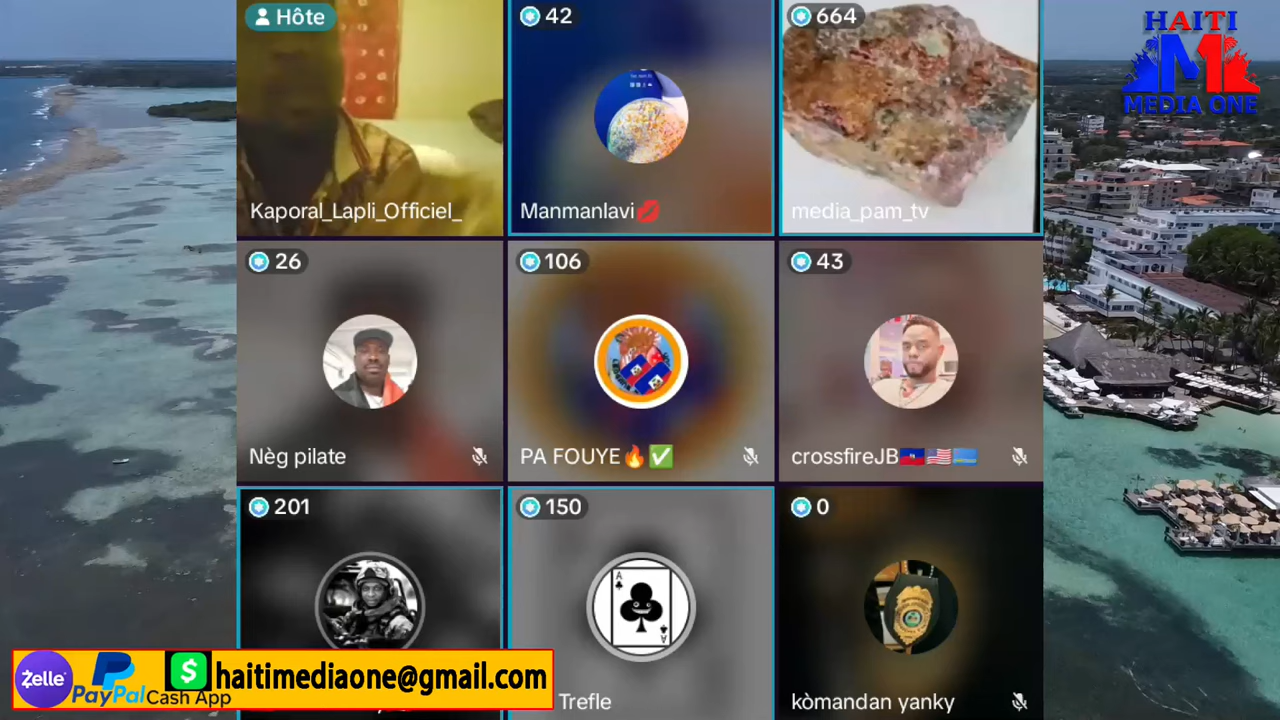 Hôte
42
664
HAITI
MEDIA ONE
Kaporal_Lapli_Officiel_
Manmanlavi💋
media_pam_tv
26
106
43
Nèg pilate
PA FOUYE🔥✅
crossfireJB🇭🇹🇺🇸🇦🇼
201
150
0
A
A
Zelle
PayPal
Cash App
haitimediaone@gmail.com
Trefle
kòmandan yanky